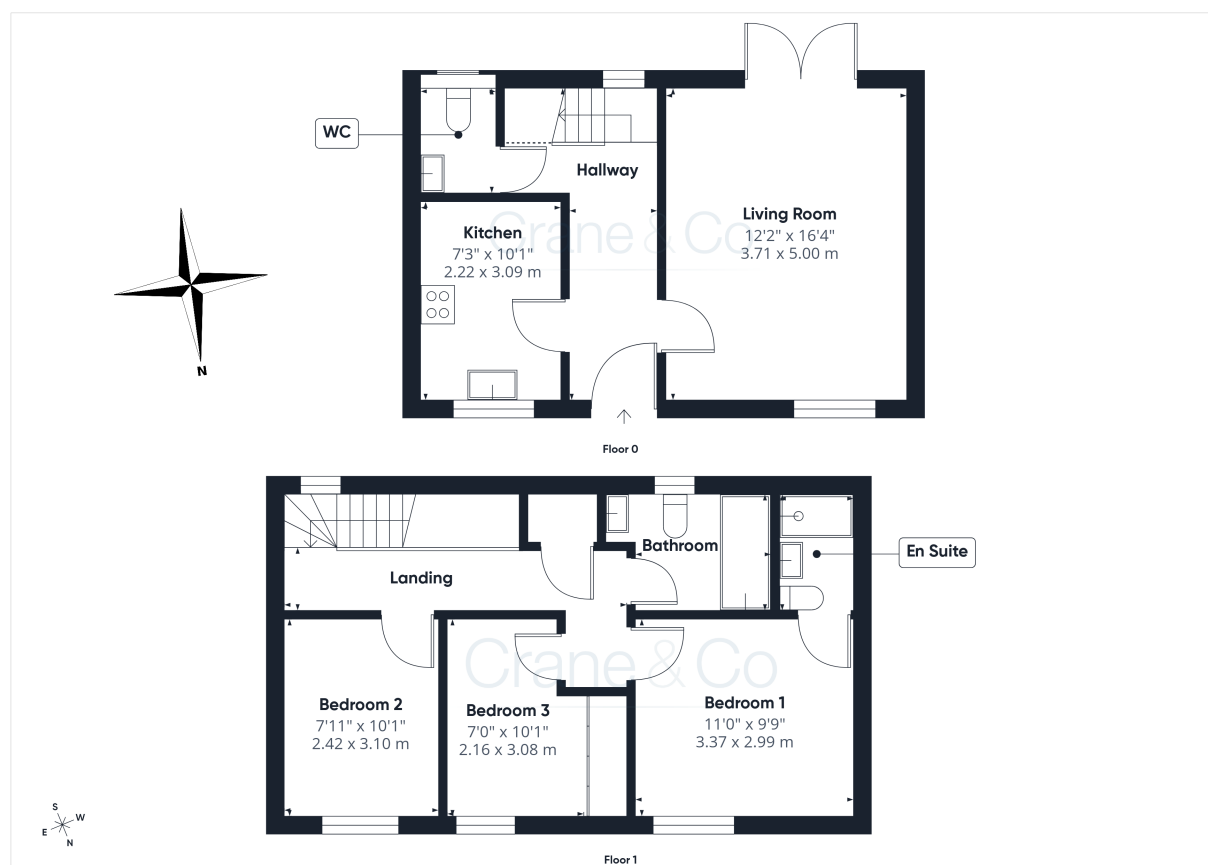 WC
Hallway
Kitchen
7'3" x 10'1"
2.22 x 3.09 m
Living Room
12'2" x 16'4"
3.71 x 5.00 m
Crane & Co
N
Floor 0
Bathroom
En Suite
Landing
Crane & Co
Bedroom 2
7'11" x 10'1"
2.42 x 3.10 m
Bedroom 3
7'0" x 10'1"
2.16 x 3.08 m
Bedroom 1
11'0" x 9'9"
3.37 x 2.99 m
S
W
E
N
Floor 1